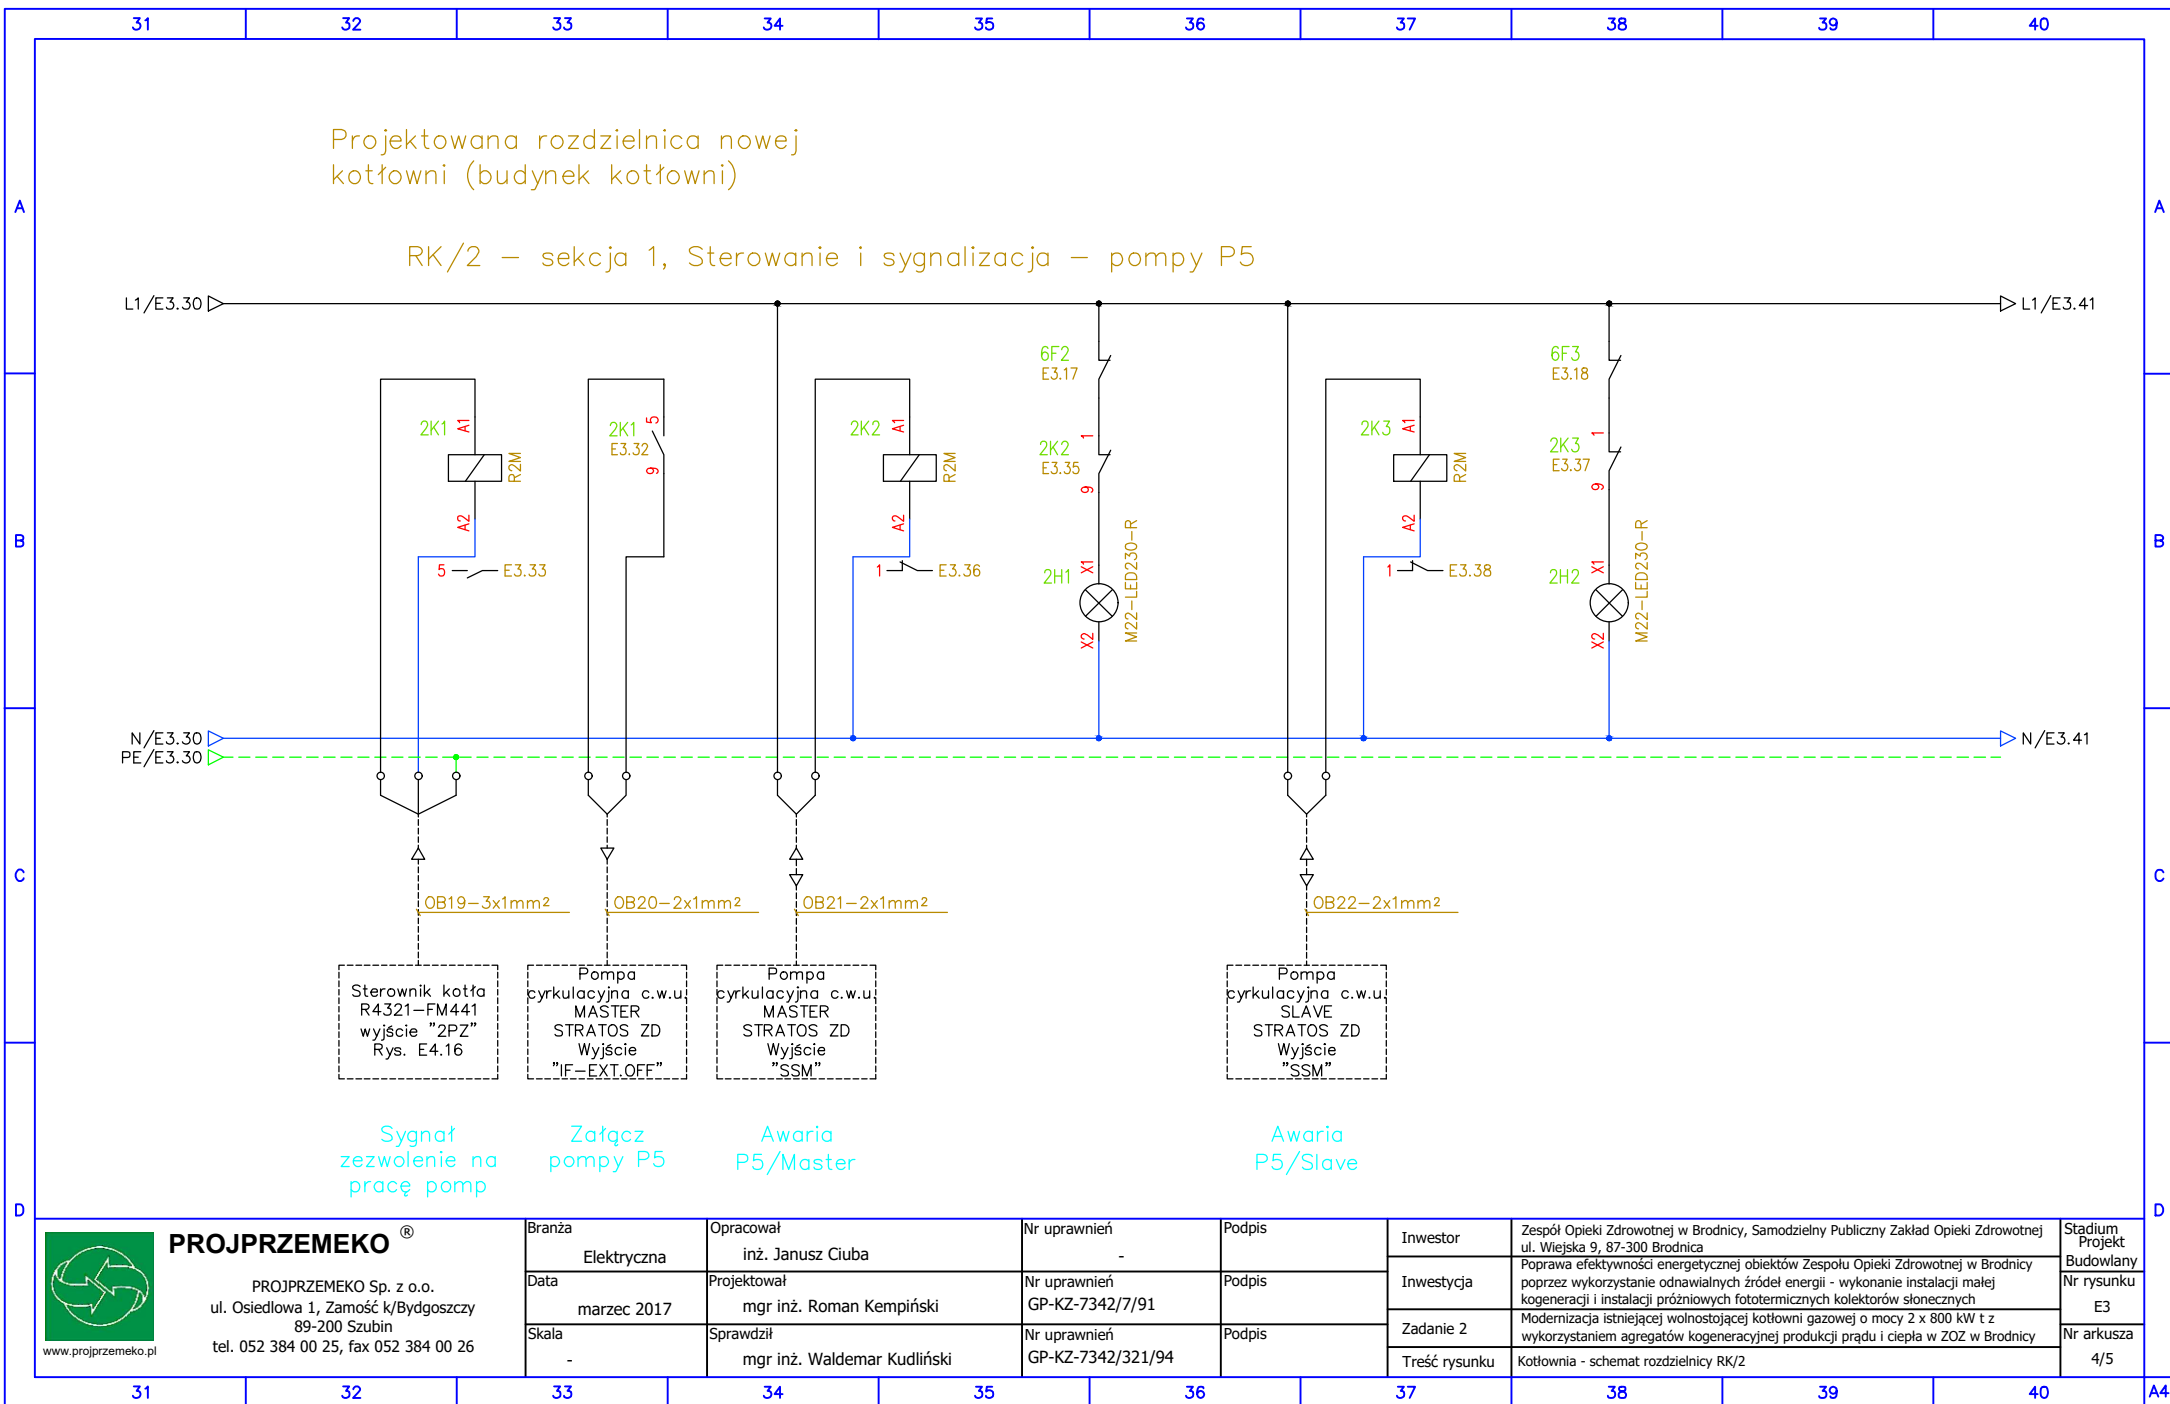 31 32 33 34 35 36 37 38 39 40
Projektowana rozdzielnica nowej
kotłowni (budynek kotłowni)
A A
RK/2 – sekcja 1, Sterowanie i sygnalizacja – pompy P5
L1/E3.30 L1/E3.41
6F2
E3.17
6F3
E3.18
2K1 A1
R2M
A2
5 E3.33
2K1 5
E3.32
9
2K2 A1
R2M
A2
1 E3.36
2K2 1
E3.35
9
2H1 X1
M22-LED230-R
X2
2K3 A1
R2M
A2
1 E3.38
2K3 1
E3.37
9
2H2 X1
M22-LED230-R
X2
B B
N/E3.30 N/E3.41
PE/E3.30
C C
OB19-3x1mm²
OB20-2x1mm²
OB21-2x1mm²
OB22-2x1mm²
Sterownik kotła
R4321-FM441
wyjście "2PZ"
Rys. E4.16
Pompa
cyrkulacyjna c.w.u.
MASTER
STRATOS ZD
Wyjście
"IF-EXT.OFF"
Pompa
cyrkulacyjna c.w.u.
MASTER
STRATOS ZD
Wyjście
"SSM"
Pompa
cyrkulacyjna c.w.u.
SLAVE
STRATOS ZD
Wyjście
"SSM"
Sygnał
zezwolenie na
pracę pomp
Załącz
pompy P5
Awaria
P5/Master
Awaria
P5/Slave
D D
PROJPRZEMEKO ®
PROJPRZEMEKO Sp. z o.o.
ul. Osiedlowa 1, Zamość k/Bydgoszczy
89-200 Szubin
tel. 052 384 00 25, fax 052 384 00 26
www.projprzemeko.pl
Branża
Elektryczna
Data
marzec 2017
Skala
-
Opracował
inż. Janusz Ciuba
Projektował
mgr inż. Roman Kempiński
Sprawdził
mgr inż. Waldemar Kudliński
Nr uprawnień
-
Nr uprawnień
GP-KZ-7342/7/91
Nr uprawnień
GP-KZ-7342/321/94
Podpis
Podpis
Podpis
Inwestor
Zespół Opieki Zdrowotnej w Brodnicy, Samodzielny Publiczny Zakład Opieki Zdrowotnej
ul. Wiejska 9, 87-300 Brodnica
Inwestycja
Poprawa efektywności energetycznej obiektów Zespołu Opieki Zdrowotnej w Brodnicy
poprzez wykorzystanie odnawialnych źródeł energii - wykonanie instalacji małej
kogeneracji i instalacji próżniowych fototermicznych kolektorów słonecznych
Zadanie 2
Modernizacja istniejącej wolnostojącej kotłowni gazowej o mocy 2 x 800 kW t z
wykorzystaniem agregatów kogeneracyjnej produkcji prądu i ciepła w ZOZ w Brodnicy
Treść rysunku
Kotłownia - schemat rozdzielnicy RK/2
Stadium
Projekt
Budowlany
Nr rysunku
E3
Nr arkusza
4/5
31 32 33 34 35 36 37 38 39 40 A4